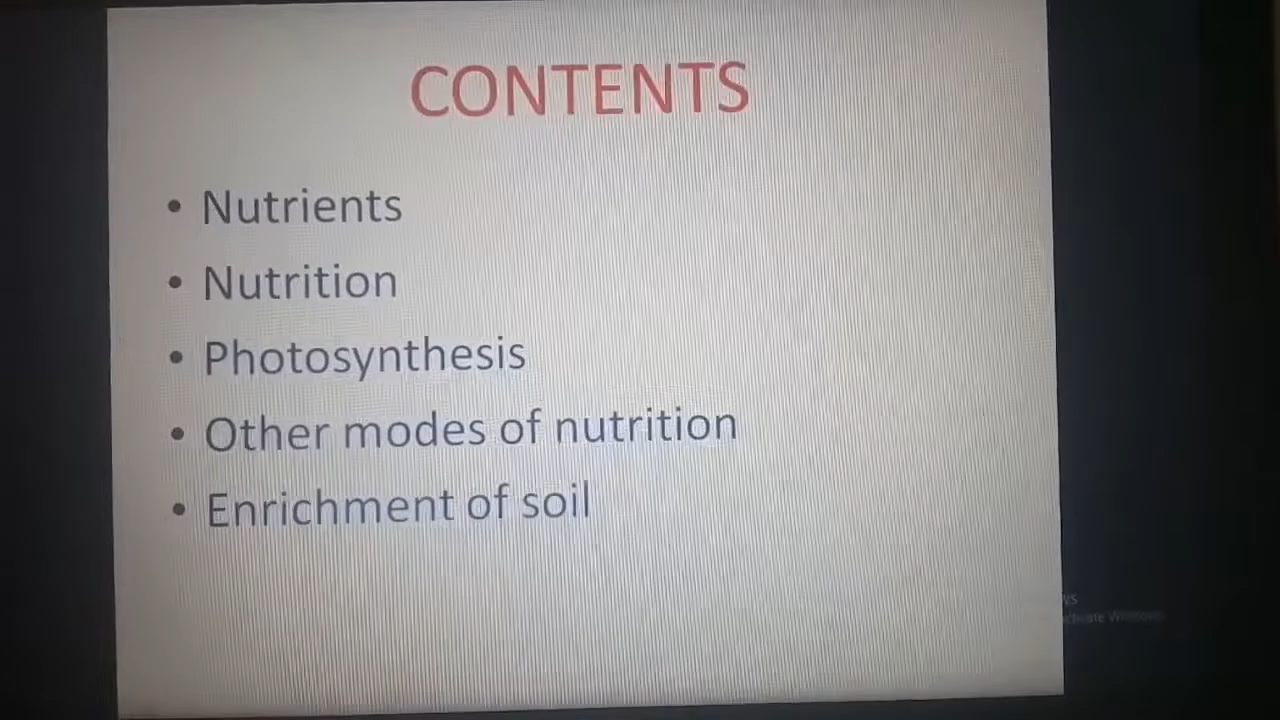 CONTENTS
• Nutrients
• Nutrition
• Photosynthesis
• Other modes of nutrition
• Enrichment of soil